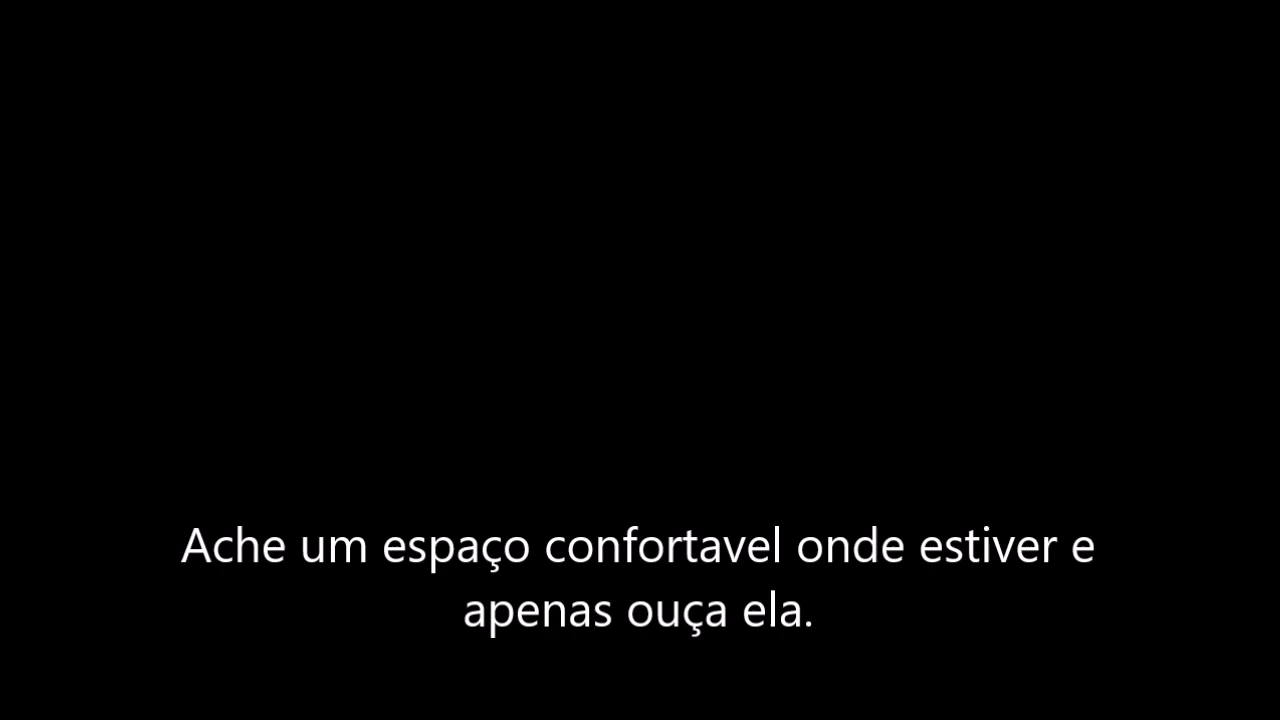 Ache um espaço confortavel onde estiver e
apenas ouça ela.